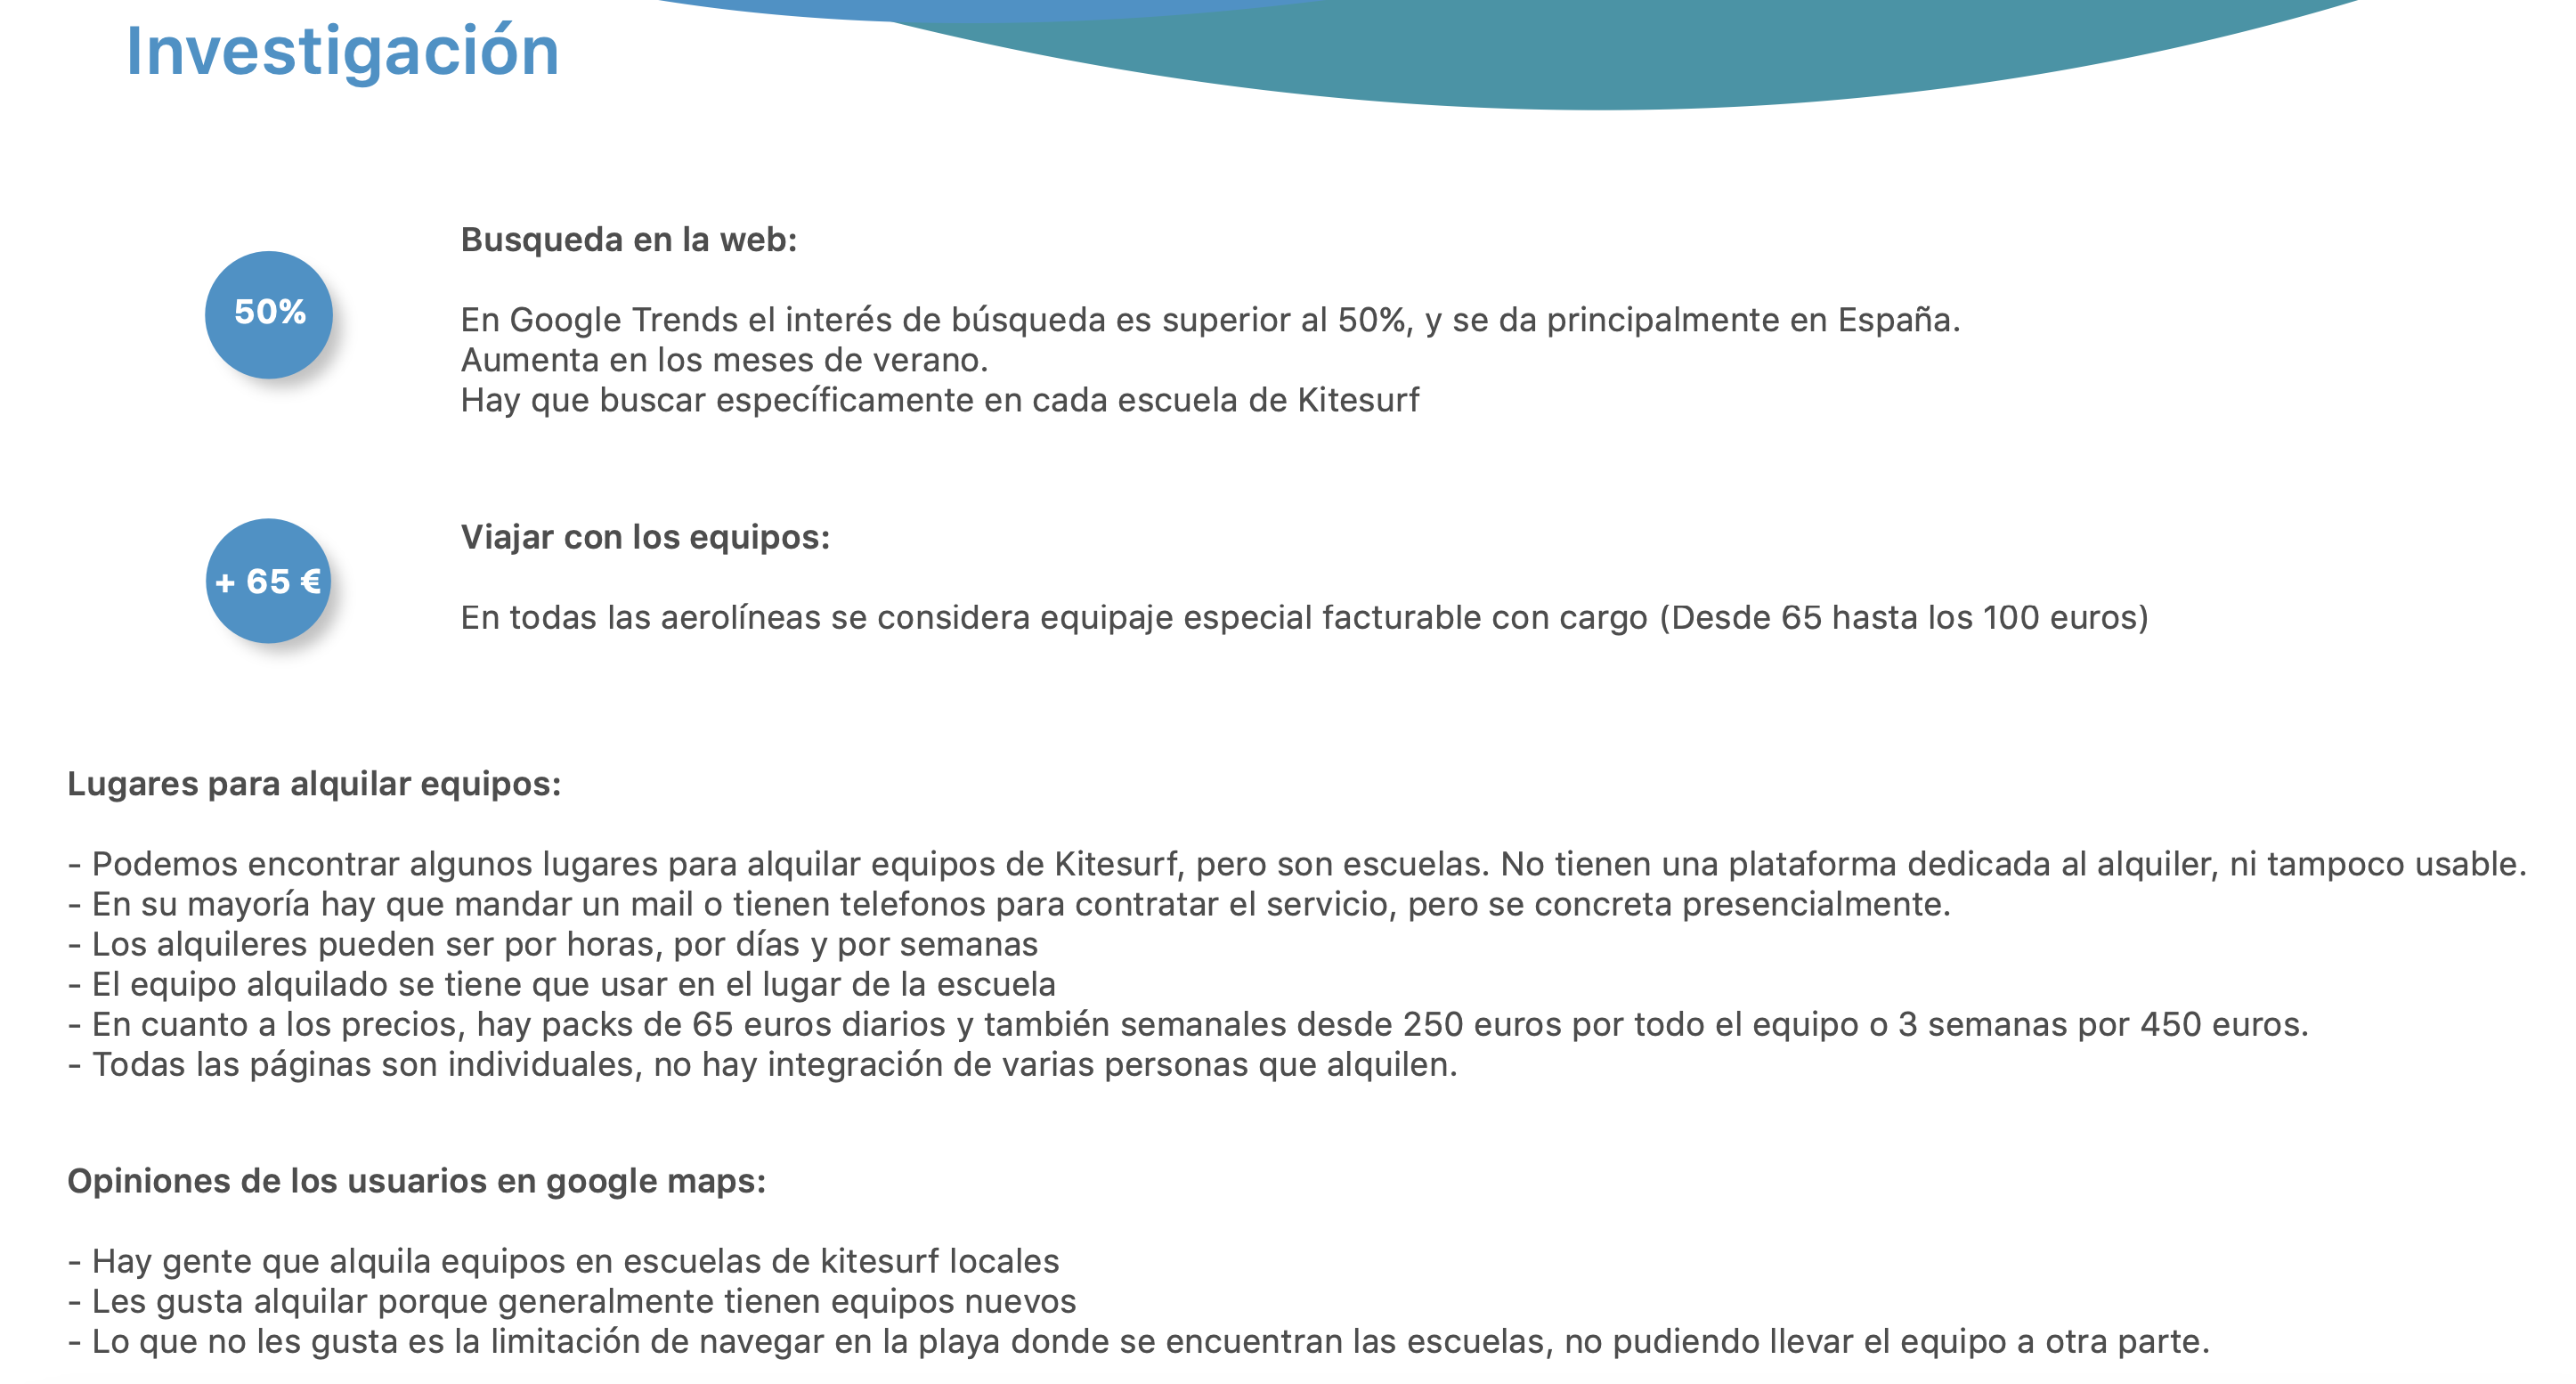 Investigación
50%
Busqueda en la web:
En Google Trends el interés de búsqueda es superior al 50%, y se da principalmente en España.
Aumenta en los meses de verano.
Hay que buscar específicamente en cada escuela de Kitesurf
+ 65 €
Viajar con los equipos:
En todas las aerolíneas se considera equipaje especial facturable con cargo (Desde 65 hasta los 100 euros)
Lugares para alquilar equipos:
- Podemos encontrar algunos lugares para alquilar equipos de Kitesurf, pero son escuelas. No tienen una plataforma dedicada al alquiler, ni tampoco usable.
- En su mayoría hay que mandar un mail o tienen telefonos para contratar el servicio, pero se concreta presencialmente.
- Los alquileres pueden ser por horas, por días y por semanas
- El equipo alquilado se tiene que usar en el lugar de la escuela
- En cuanto a los precios, hay packs de 65 euros diarios y también semanales desde 250 euros por todo el equipo o 3 semanas por 450 euros.
- Todas las páginas son individuales, no hay integración de varias personas que alquilen.
Opiniones de los usuarios en google maps:
- Hay gente que alquila equipos en escuelas de kitesurf locales
- Les gusta alquilar porque generalmente tienen equipos nuevos
- Lo que no les gusta es la limitación de navegar en la playa donde se encuentran las escuelas, no pudiendo llevar el equipo a otra parte.